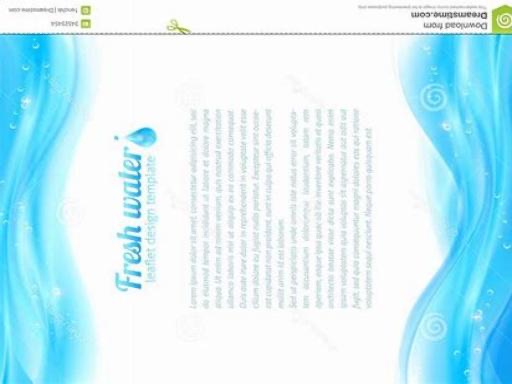 Fresh water
leaflet design template
Lorem ipsum dolor sit amet, consectetur adipisicing elit, sed
do eiusmod tempor incididunt ut labore et dolore magna
aliqua. Ut enim ad minim veniam, quis nostrud exercitation
ullamco laboris nisi ut aliquip ex ea commodo consequat.
Duis aute irure dolor in reprehenderit in voluptate velit esse
cillum dolore eu fugiat nulla pariatur. Excepteur sint occae-
cat cupidatat non proident, sunt in culpa qui officia deserunt
mollit anim id est laborum.
Sed ut perspiciatis unde omnis iste natus error sit volupta-
tem accusantium doloremque laudantium, totam rem
aperiam, eaque ipsa quae ab illo inventore veritatis et quasi
architecto beatae vitae dicta sunt explicabo. Nemo enim
ipsam voluptatem quia voluptas sit aspernatur aut odit aut
fugit, sed quia consequuntur magni dolores eos qui ratione
voluptatem sequi nesciunt. Neque porro quisquam est
Download from
Dreamstime.com
This watermarked comp image is for previewing purposes only.
| Dreamstime.com